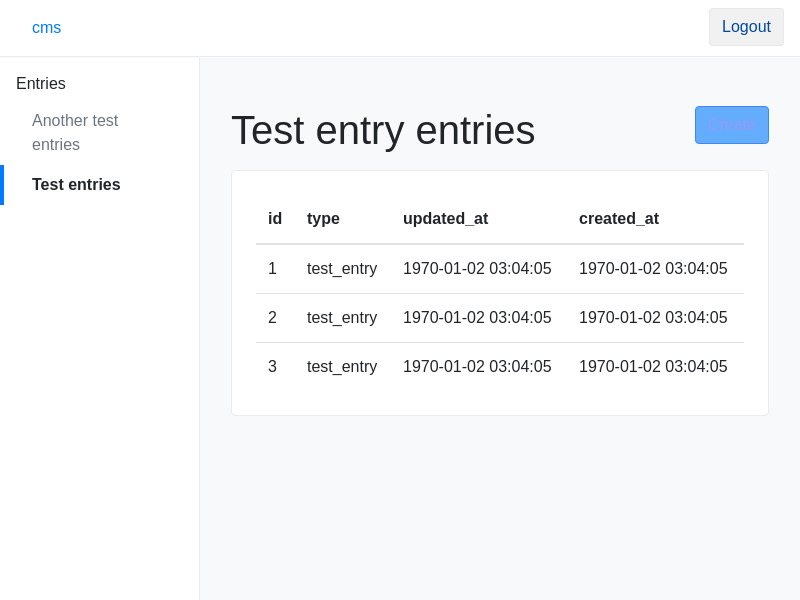 cms
Logout
Entries
Another test
entries
Test entries
Test entry entries
Create
id type updated_at created_at
1 test_entry 1970-01-02 03:04:05 1970-01-02 03:04:05
2 test_entry 1970-01-02 03:04:05 1970-01-02 03:04:05
3 test_entry 1970-01-02 03:04:05 1970-01-02 03:04:05